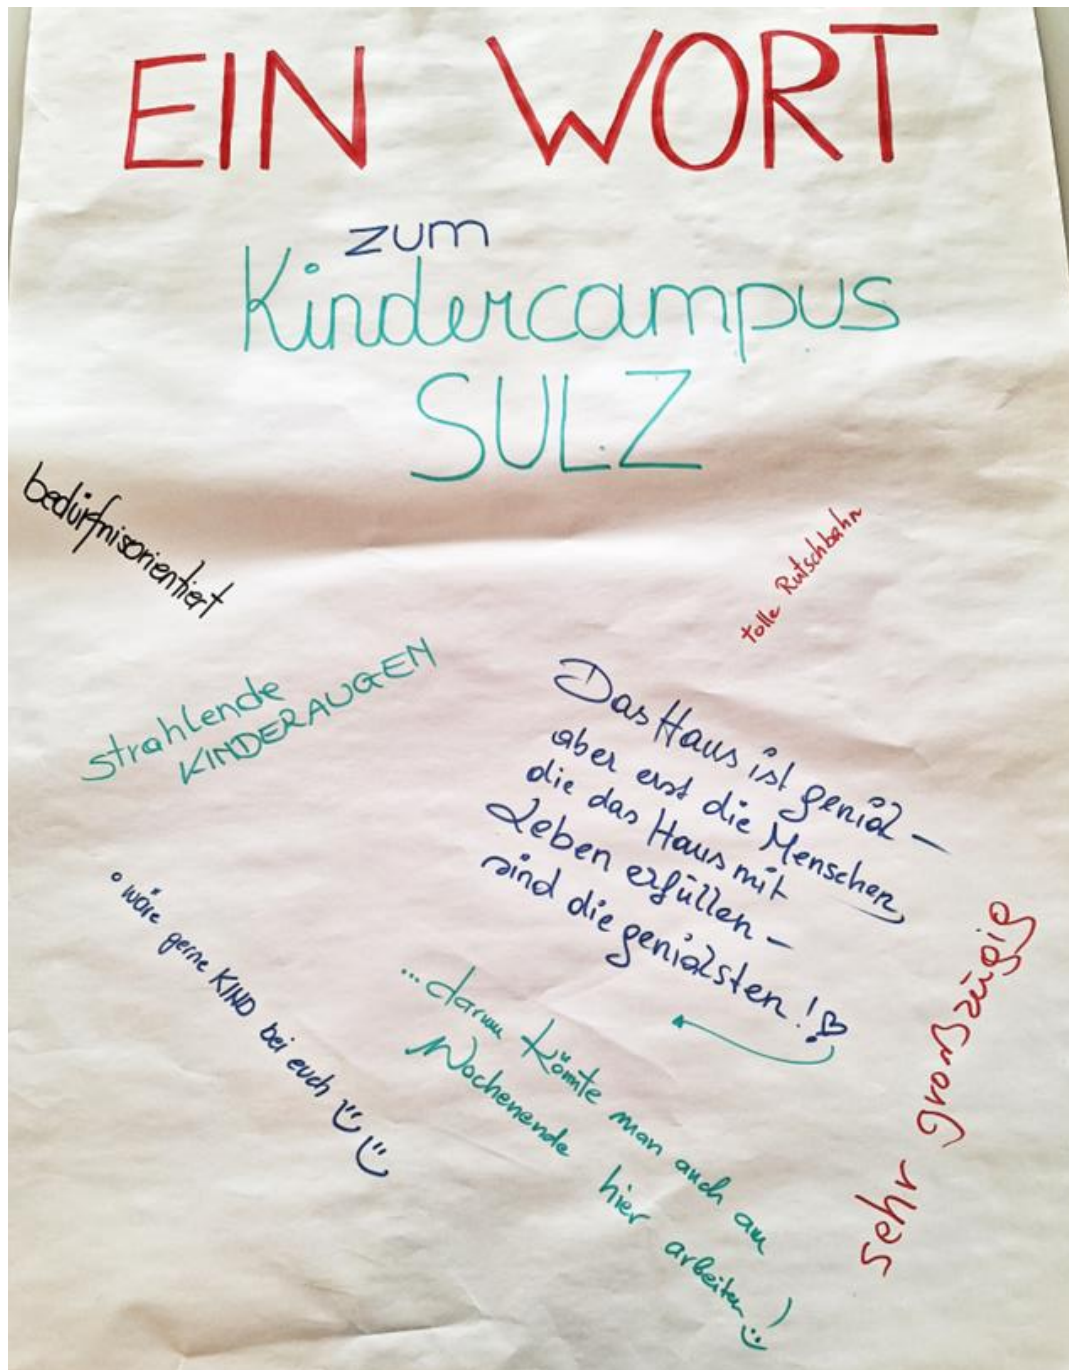 EIN WORT
zum
Kindercampus
SULZ
bedürfnisorientiert
tolle Rutschbahn
strahlende
KINDERAUGEN
Das Haus ist genial –
aber erst die Menschen,
die das Haus mit
Leben erfüllen –
sind die genialsten!
• wäre gerne KIND bei euch
...darum könnte man auch am
Wochenende hier arbeiten!
sehr großzügig